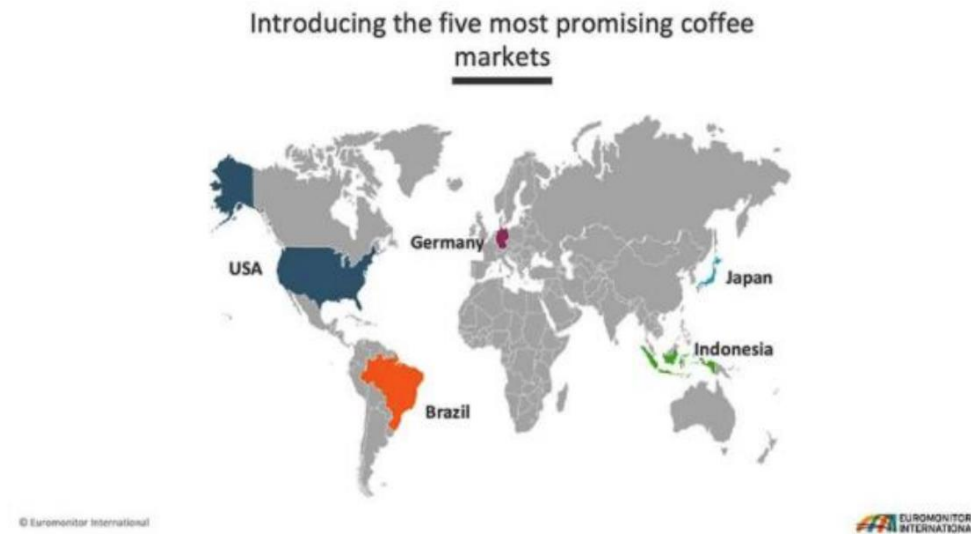 Introducing the five most promising coffee
markets
Germany
USA
Japan
Indonesia
Brazil
© Euromonitor International
EUROMONITOR
INTERNATIONAL